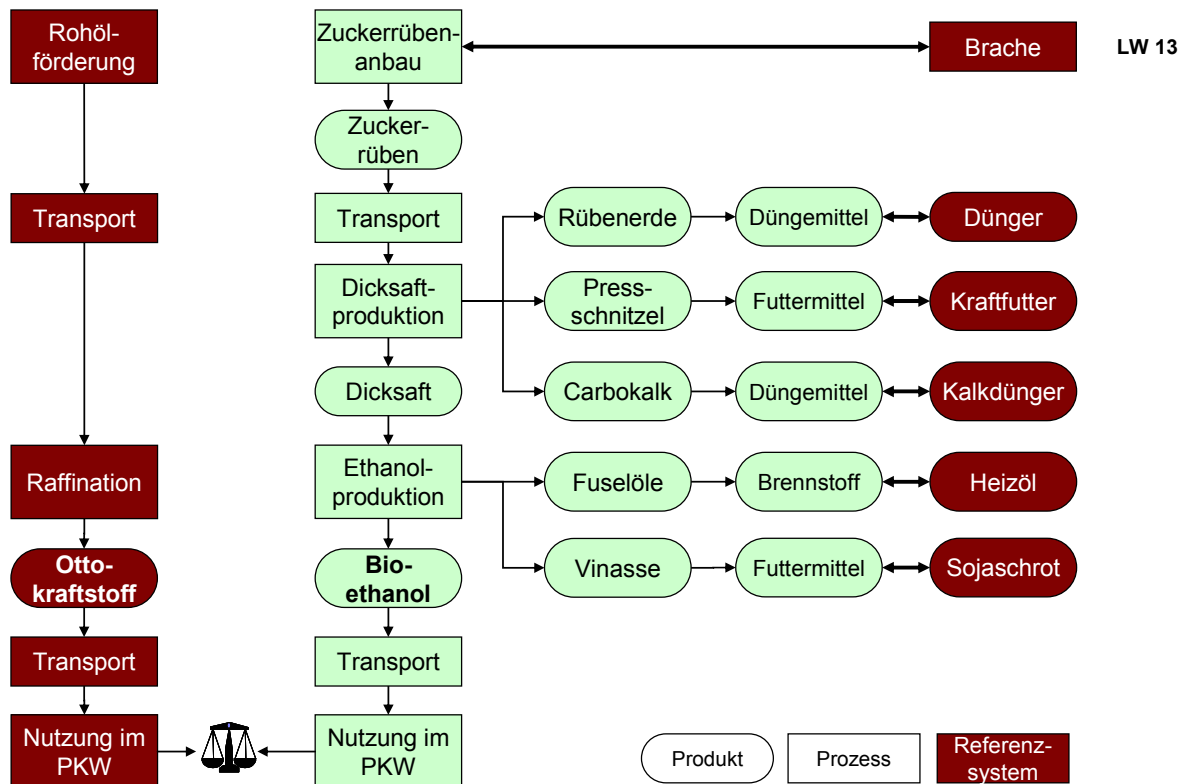 Rohöl-
förderung
Zuckerrüben-
anbau
Brache
LW 13
Zucker-
rüben
Transport
Transport
Rübenerde
Düngemittel
Dünger
Dicksaft-
produktion
Press-
schnitzel
Futtermittel
Kraftfutter
Dicksaft
Carbokalk
Düngemittel
Kalkdünger
Raffination
Ethanol-
produktion
Fuselöle
Brennstoff
Heizöl
Otto-
kraftstoff
Bio-
ethanol
Vinasse
Futtermittel
Sojaschrot
Transport
Transport
Nutzung im
PKW
Nutzung im
PKW
Produkt
Prozess
Referenz-
system